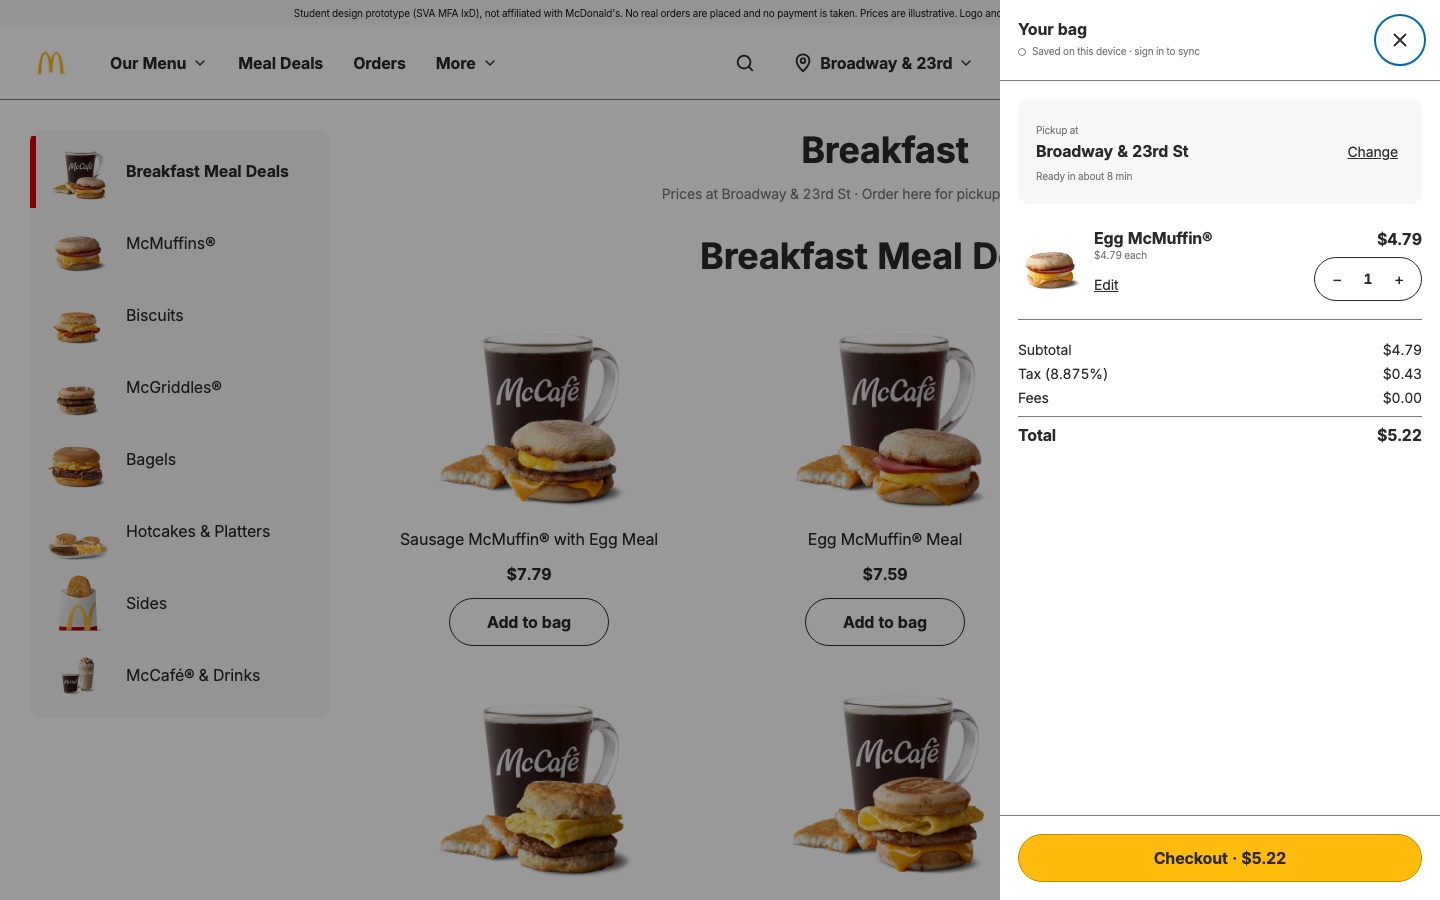 Student design prototype (SVA MFA IxD), not affiliated with McDonald's. No real orders are placed and no payment is taken. Prices are illustrative. Logo and
Our Menu
Meal Deals
Orders
More
Broadway & 23rd
Breakfast Meal Deals
McMuffins®
Biscuits
McGriddles®
Bagels
Hotcakes & Platters
Sides
McCafé® & Drinks
Breakfast
Prices at Broadway & 23rd St · Order here for pickup
Breakfast Meal D
McCafé
McCafé
Sausage McMuffin® with Egg Meal
$7.79
Add to bag
Egg McMuffin® Meal
$7.59
Add to bag
McCafé
McCafé
Your bag
Saved on this device · sign in to sync
Pickup at
Broadway & 23rd St
Change
Ready in about 8 min
Egg McMuffin®
$4.79
$4.79 each
Edit
− 1 +
Subtotal $4.79
Tax (8.875%) $0.43
Fees $0.00
Total $5.22
Checkout · $5.22